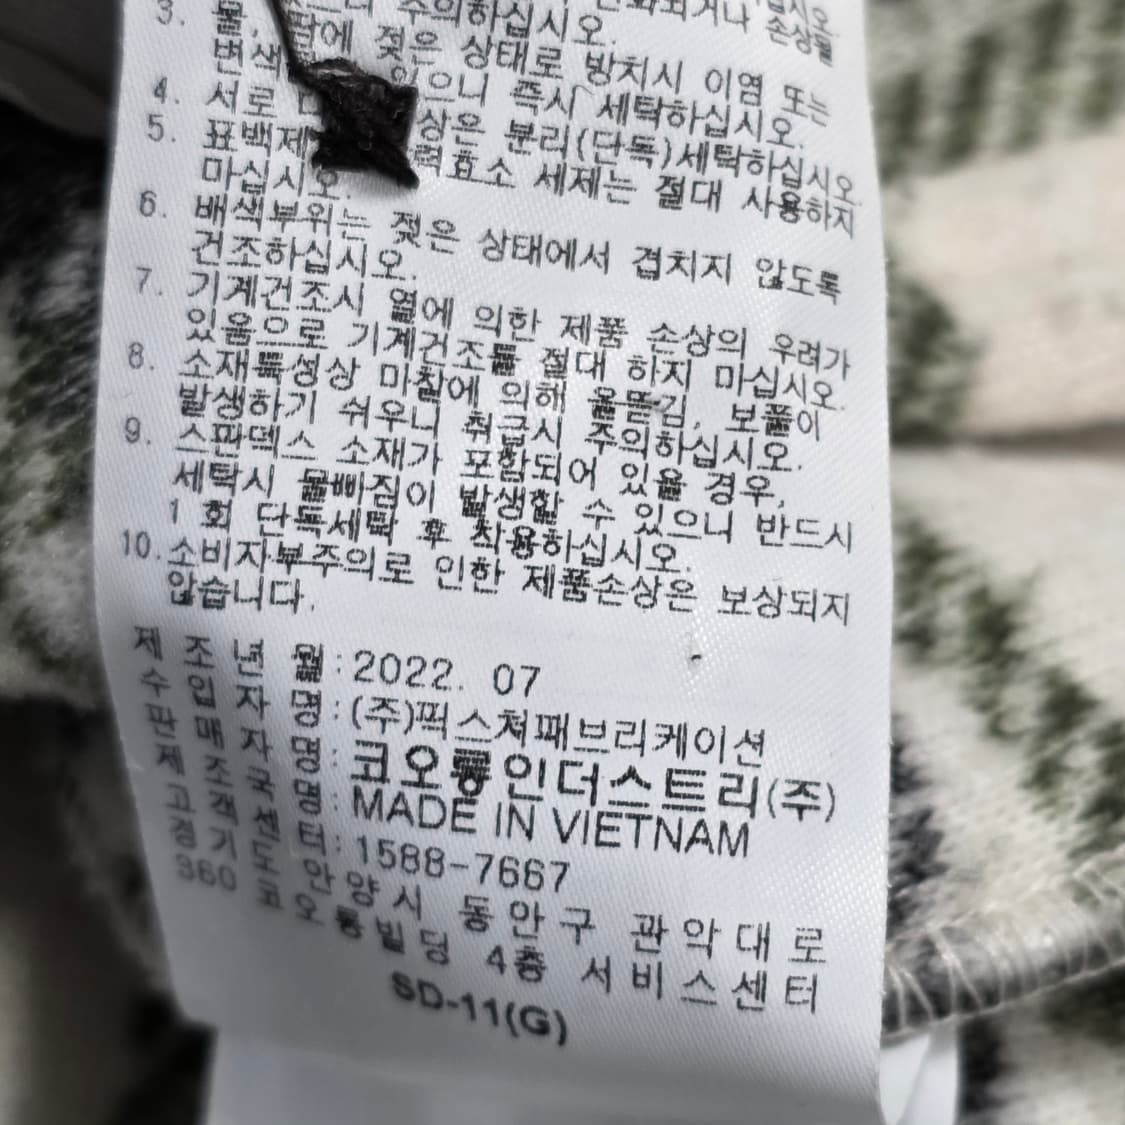 주의하십시오.
3. 물, 땀에 젖은 상태로 방치시 이염 또는
있으니 즉시 세탁하십시오.
4. 서로 상은 분리(단독)세탁하십시오.
5. 표백제 효소 세제는 절대 사용하지
마십시오.
6. 배색부위는 젖은 상태에서 겹치지 않도록
건조하십시오.
7. 기계건조시 열에 의한 제품 손상의 우려가
있음으로 기계건조를 절대 하지 마십시오.
8. 소재특성상 마찰에 의해 올뜯김, 보풀이
발생하기 쉬우니 취급시 주의하십시오.
9. 스판덱스 소재가 포함되어 있을 경우,
세탁시 물빠짐이 발생할 수 있으니 반드시
1 회 단독세탁 후 착용하십시오.
10. 소비자부주의로 인한 제품손상은 보상되지
않습니다.
제 조 년 월 : 2022. 07
수 입 자 명 : (주)픽스쳐패브리케이션
판 매 자 명 : 코오롱인더스트리(주)
제 조 국 명 : MADE IN VIETNAM
고 객 센 터 : 1588-7667
경 기 도 안 양 시 동 안 구 관 악 대 로
360 코 오 롱 빌 딩 4층 서 비 스 센 터
SD-11(G)